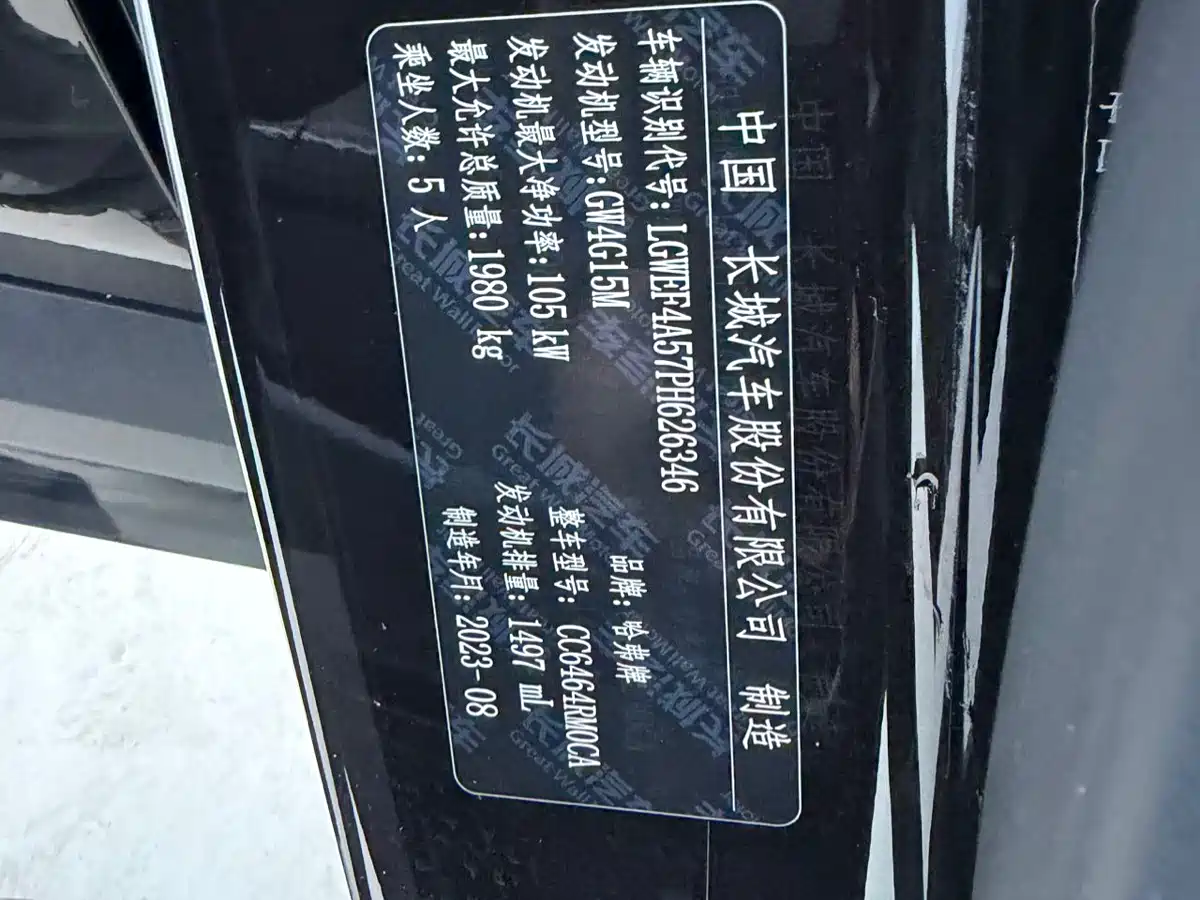 中国 长城汽车股份有限公司 制造
车辆识别代号: LGWEF4A57PH626346
品牌: 哈弗牌
发动机型号:GW4G15M
整车型号: CC6464RM0CA
发动机最大净功率:105 kW
发动机排量: 1497 mL
最大允许总质量:1980 kg
制造年月: 2023-08
乘坐人数: 5 人